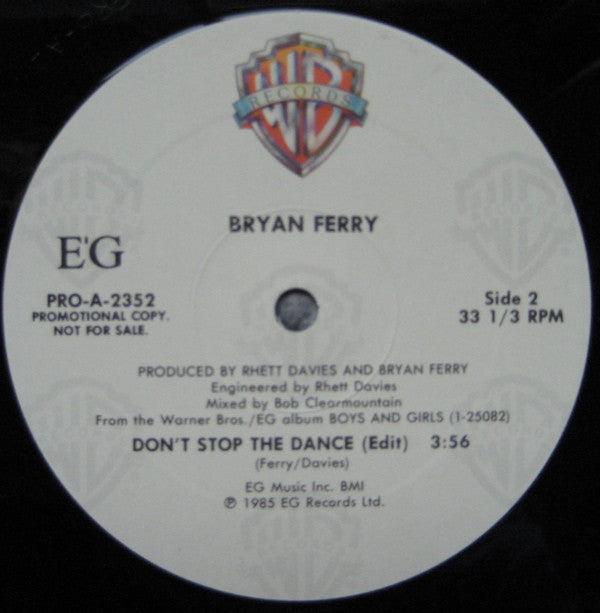 RECORDS
BRYAN FERRY
E'G
PRO-A-2352
PROMOTIONAL COPY.
NOT FOR SALE.
Side 2
33 1/3 RPM
PRODUCED BY RHETT DAVIES AND BRYAN FERRY
Engineered by Rhett Davies
Mixed by Bob Clearmountain
From the Warner Bros./EG album BOYS AND GIRLS (1-25082)
DON'T STOP THE DANCE (Edit) 3:56
(Ferry/Davies)
EG Music Inc. BMI
℗ 1985 EG Records Ltd.